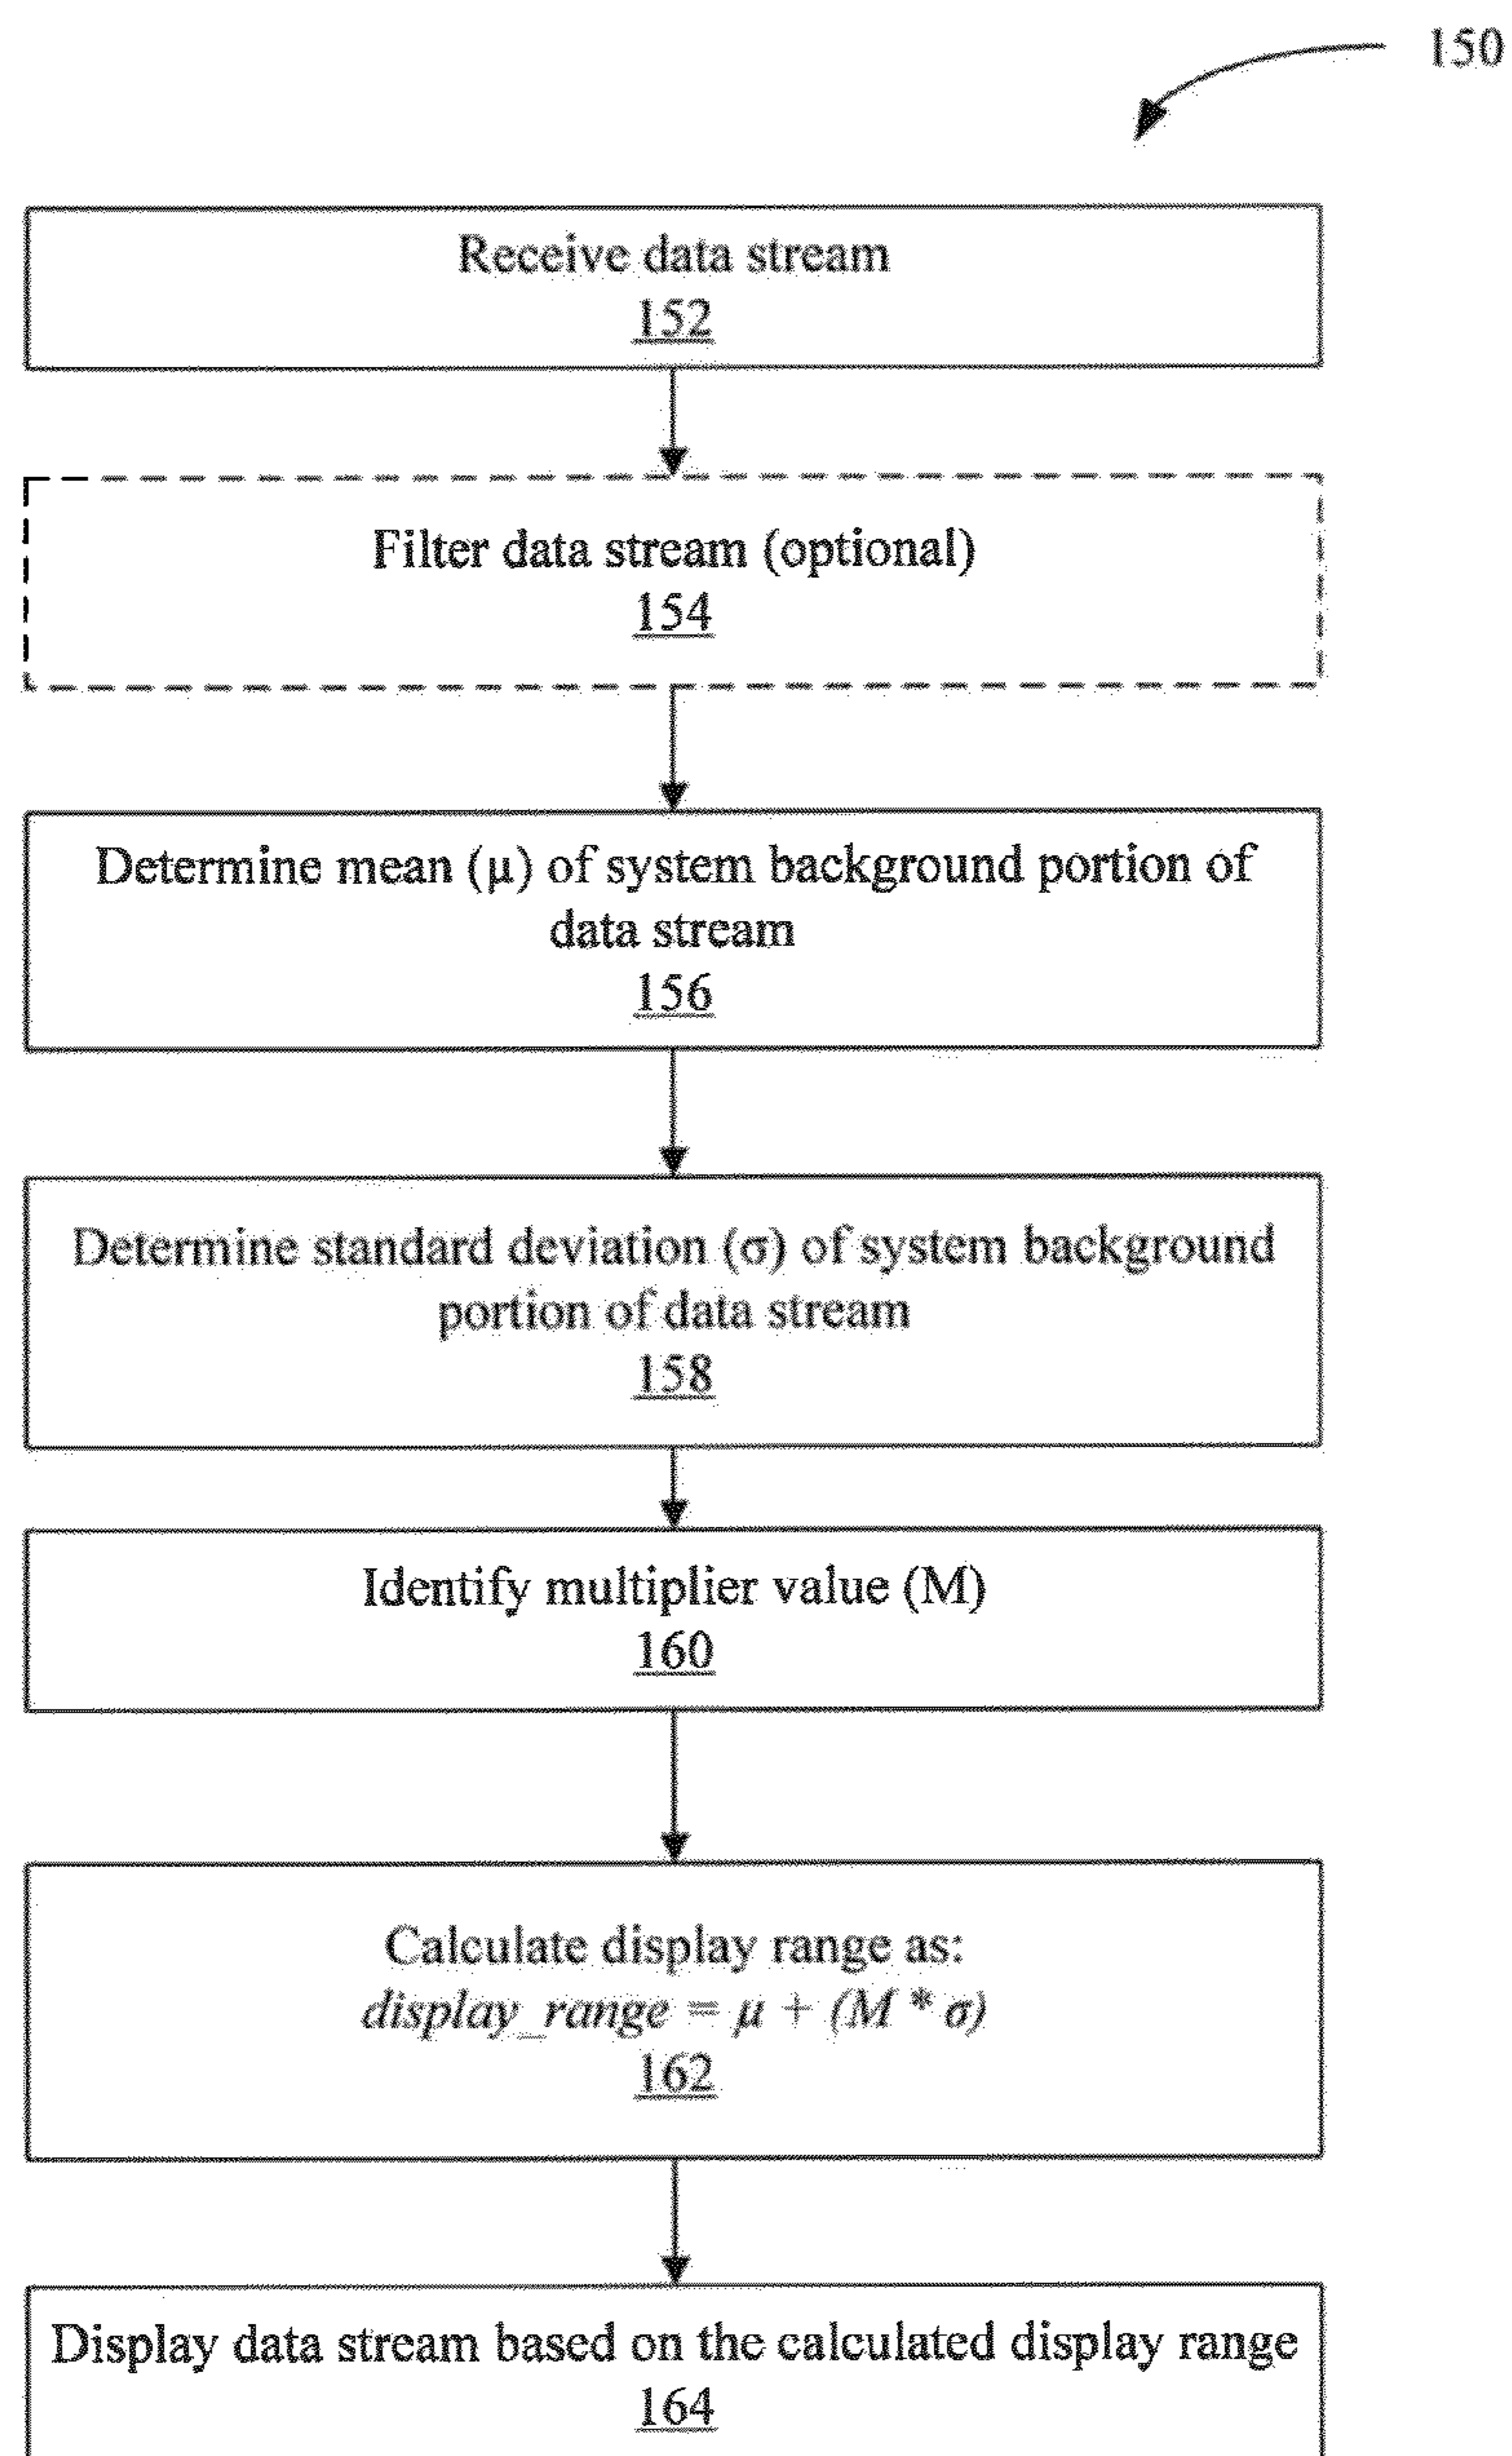 150
Receive data stream
152
Filter data stream (optional)
154
Determine mean (μ) of system background portion of
data stream
156
Determine standard deviation (σ) of system background
portion of data stream
158
Identify multiplier value (M)
160
Calculate display range as:
display_range = μ + (M * σ)
162
Display data stream based on the calculated display range
164